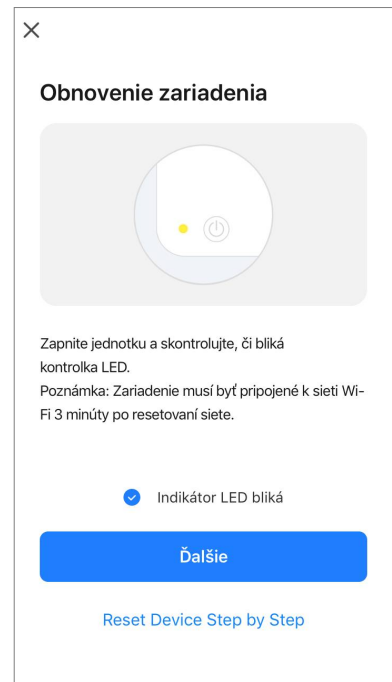 Obnovenie zariadenia
Zapnite jednotku a skontrolujte, či bliká
kontrolka LED.
Poznámka: Zariadenie musí byť pripojené k sieti Wi-
Fi 3 minúty po resetovaní siete.
Indikátor LED bliká
Ďalšie
Reset Device Step by Step